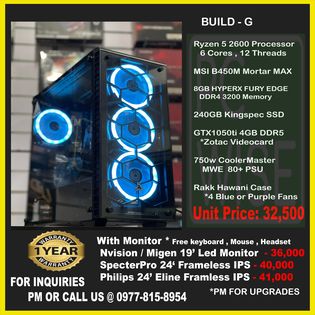 BUILD - G
Ryzen 5 2600 Processor
6 Cores , 12 Threads
MSI B450M Mortar MAX
8GB HYPERX FURY EDGE
DDR4 3200 Memory
240GB Kingspec SSD
GTX1050ti 4GB DDR5
*Zotac Videocard
750w CoolerMaster
MWE 80+ PSU
Rakk Hawani Case
*4 Blue or Purple Fans
Unit Price: 32,500
WARRANTY
1YEAR
WARRANTY
With Monitor * Free keyboard , Mouse , Headset
Nvision / Migen 19' Led Monitor - 36,000
SpecterPro 24' Frameless IPS - 40,000
Philips 24' Eline Framless IPS - 41,000
FOR INQUIRIES
PM OR CALL US @ 0977-815-8954
*PM FOR UPGRADES